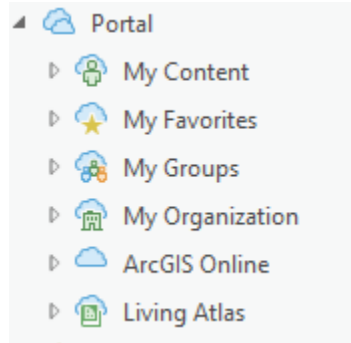 Portal
My Content
My Favorites
My Groups
My Organization
ArcGIS Online
Living Atlas